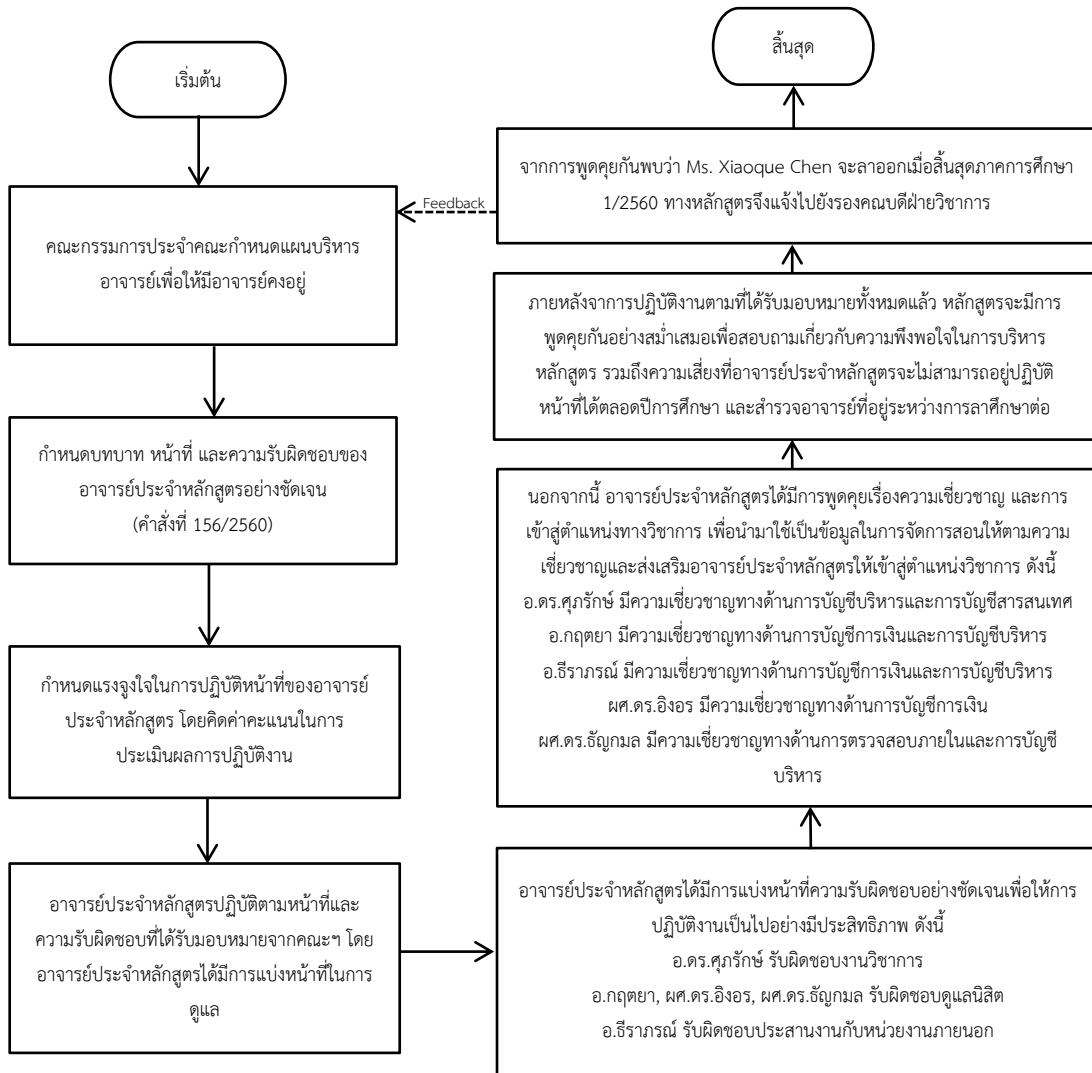 เริ่มต้น
คณะกรรมการประจำคณะกำหนดแผนบริหาร
อาจารย์เพื่อให้มีอาจารย์คงอยู่
กำหนดบทบาท หน้าที่ และความรับผิดชอบของ
อาจารย์ประจำหลักสูตรอย่างชัดเจน
(คำสั่งที่ 156/2560)
กำหนดแรงจูงใจในการปฏิบัติหน้าที่ของอาจารย์
ประจำหลักสูตร โดยคิดค่าคะแนนในการ
ประเมินผลการปฏิบัติงาน
อาจารย์ประจำหลักสูตรปฏิบัติตามหน้าที่และ
ความรับผิดชอบที่ได้รับมอบหมายจากคณะฯ โดย
อาจารย์ประจำหลักสูตรได้มีการแบ่งหน้าที่ในการ
ดูแล
อาจารย์ประจำหลักสูตรได้มีการแบ่งหน้าที่ความรับผิดชอบอย่างชัดเจนเพื่อให้การ
ปฏิบัติงานเป็นไปอย่างมีประสิทธิภาพ ดังนี้
อ.ดร.ศุภรักษ์ รับผิดชอบงานวิชาการ
อ.กฤตยา, ผศ.ดร.อิงอร, ผศ.ดร.ธัญกมล รับผิดชอบดูแลนิสิต
อ.ธีราภรณ์ รับผิดชอบประสานงานกับหน่วยงานภายนอก
นอกจากนี้ อาจารย์ประจำหลักสูตรได้มีการพูดคุยเรื่องความเชี่ยวชาญ และการ
เข้าสู่ตำแหน่งทางวิชาการ เพื่อนำมาใช้เป็นข้อมูลในการจัดการสอนให้ตามความ
เชี่ยวชาญและส่งเสริมอาจารย์ประจำหลักสูตรให้เข้าสู่ตำแหน่งวิชาการ ดังนี้
อ.ดร.ศุภรักษ์ มีความเชี่ยวชาญทางด้านการบัญชีบริหารและการบัญชีสารสนเทศ
อ.กฤตยา มีความเชี่ยวชาญทางด้านการบัญชีการเงินและการบัญชีบริหาร
อ.ธีราภรณ์ มีความเชี่ยวชาญทางด้านการบัญชีการเงินและการบัญชีบริหาร
ผศ.ดร.อิงอร มีความเชี่ยวชาญทางด้านการบัญชีการเงิน
ผศ.ดร.ธัญกมล มีความเชี่ยวชาญทางด้านการตรวจสอบภายในและการบัญชี
บริหาร
ภายหลังจากการปฏิบัติงานตามที่ได้รับมอบหมายทั้งหมดแล้ว หลักสูตรจะมีการ
พูดคุยกันอย่างสม่ำเสมอเพื่อสอบถามเกี่ยวกับความพึงพอใจในการบริหาร
หลักสูตร รวมถึงความเสี่ยงที่อาจารย์ประจำหลักสูตรจะไม่สามารถอยู่ปฏิบัติ
หน้าที่ได้ตลอดปีการศึกษา และสำรวจอาจารย์ที่อยู่ระหว่างการลาศึกษาต่อ
จากการพูดคุยกันพบว่า Ms. Xiaoque Chen จะลาออกเมื่อสิ้นสุดภาคการศึกษา
1/2560 ทางหลักสูตรจึงแจ้งไปยังรองคณบดีฝ่ายวิชาการ
Feedback
สิ้นสุด